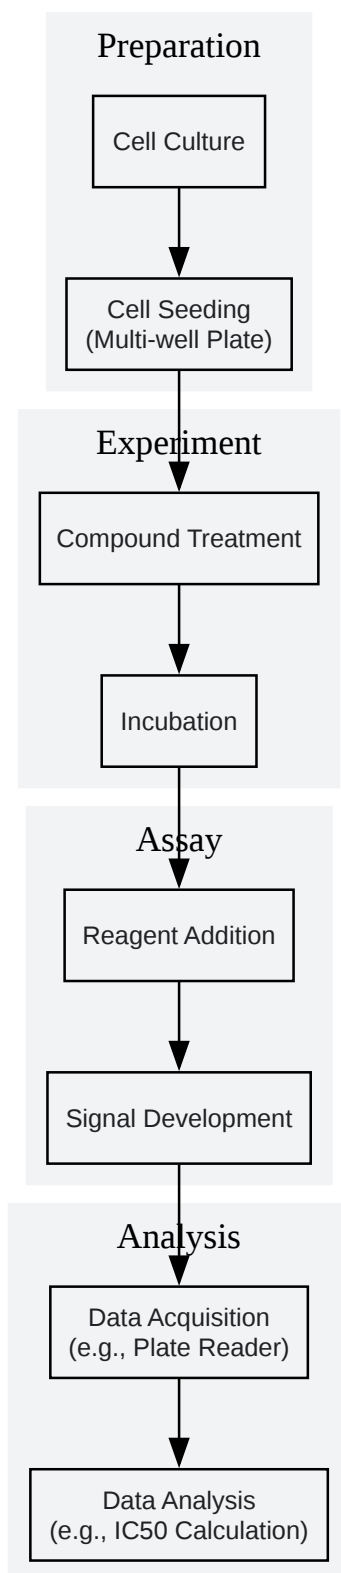 Preparation
Cell Culture
Cell Seeding
(Multi-well Plate)
Experiment
Compound Treatment
Incubation
Assay
Reagent Addition
Signal Development
Analysis
Data Acquisition
(e.g., Plate Reader)
Data Analysis
(e.g., IC50 Calculation)